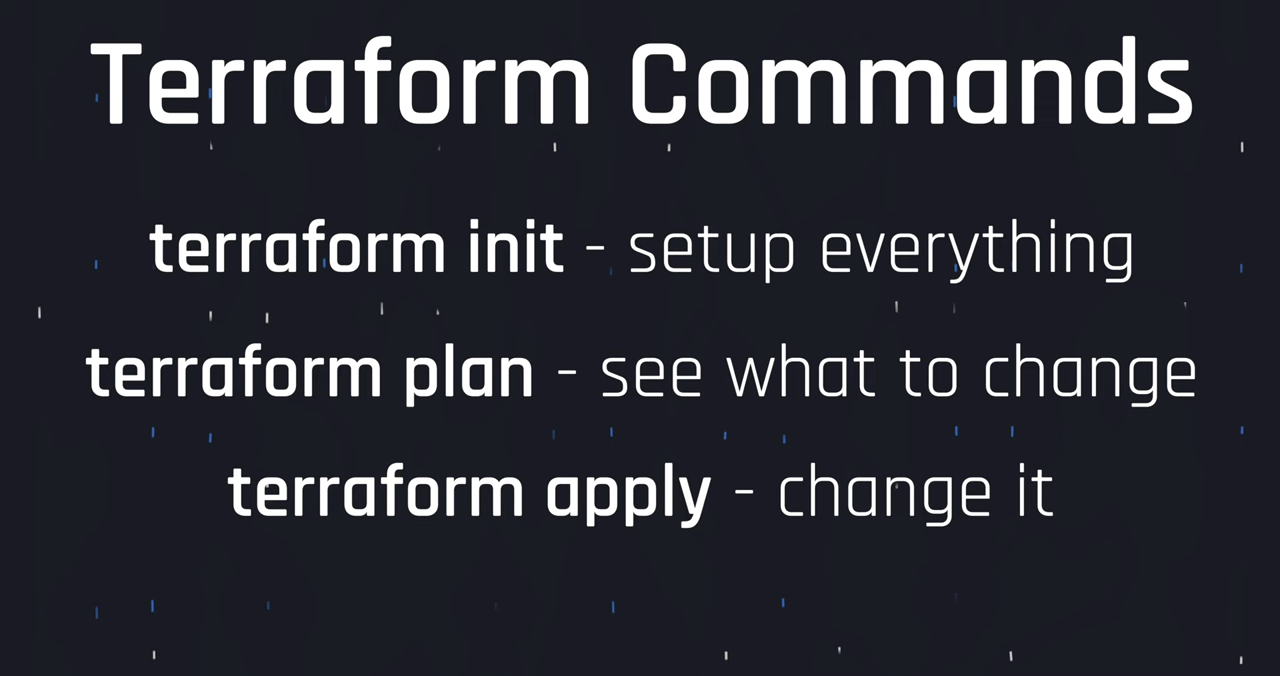 Terraform Commands
terraform init - setup everything
terraform plan - see what to change
terraform apply - change it